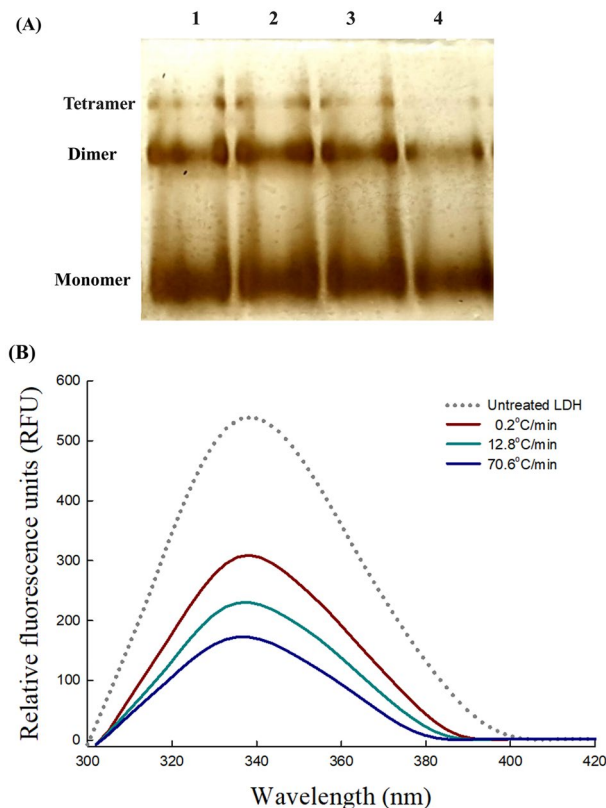 (A)
1 2 3 4
Tetramer
Dimer
Monomer
(B)
Relative fluorescence units (RFU)
600
500
400
300
200
100
0
Untreated LDH
0.2°C/min
12.8°C/min
70.6°C/min
300 320 340 360 380 400 420
Wavelength (nm)